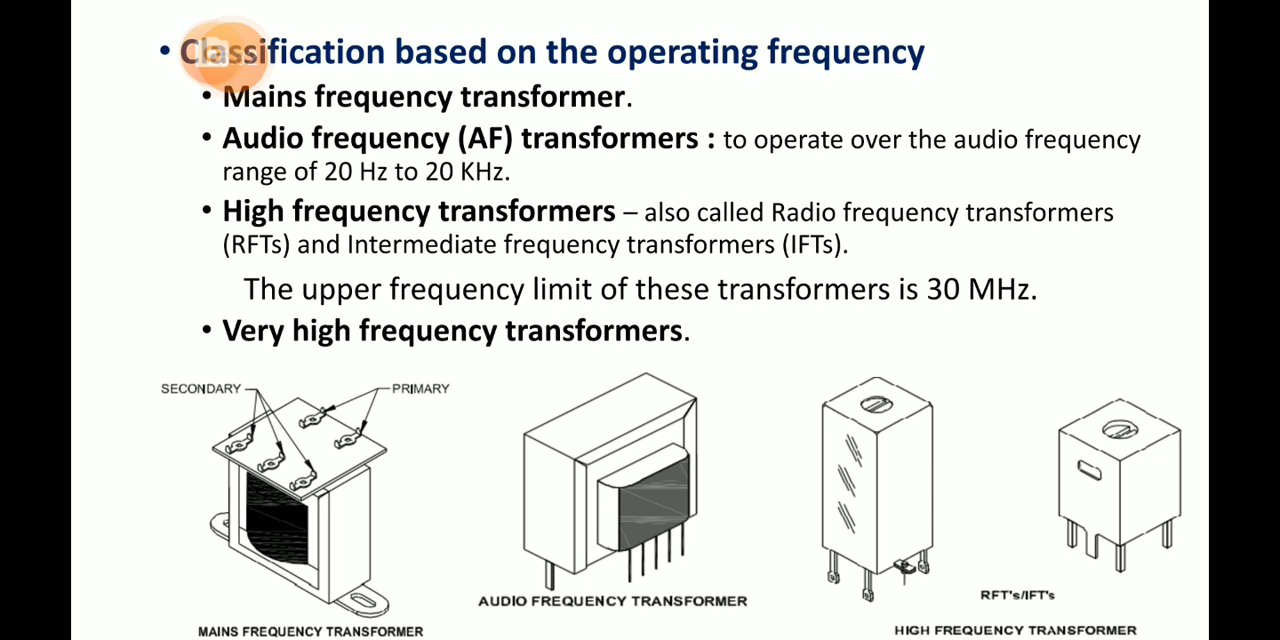 • Classification based on the operating frequency
• Mains frequency transformer.
• Audio frequency (AF) transformers : to operate over the audio frequency
range of 20 Hz to 20 KHz.
• High frequency transformers – also called Radio frequency transformers
(RFTs) and Intermediate frequency transformers (IFTs).
The upper frequency limit of these transformers is 30 MHz.
• Very high frequency transformers.
SECONDARY
PRIMARY
MAINS FREQUENCY TRANSFORMER
AUDIO FREQUENCY TRANSFORMER
RFT's/IFT's
HIGH FREQUENCY TRANSFORMER